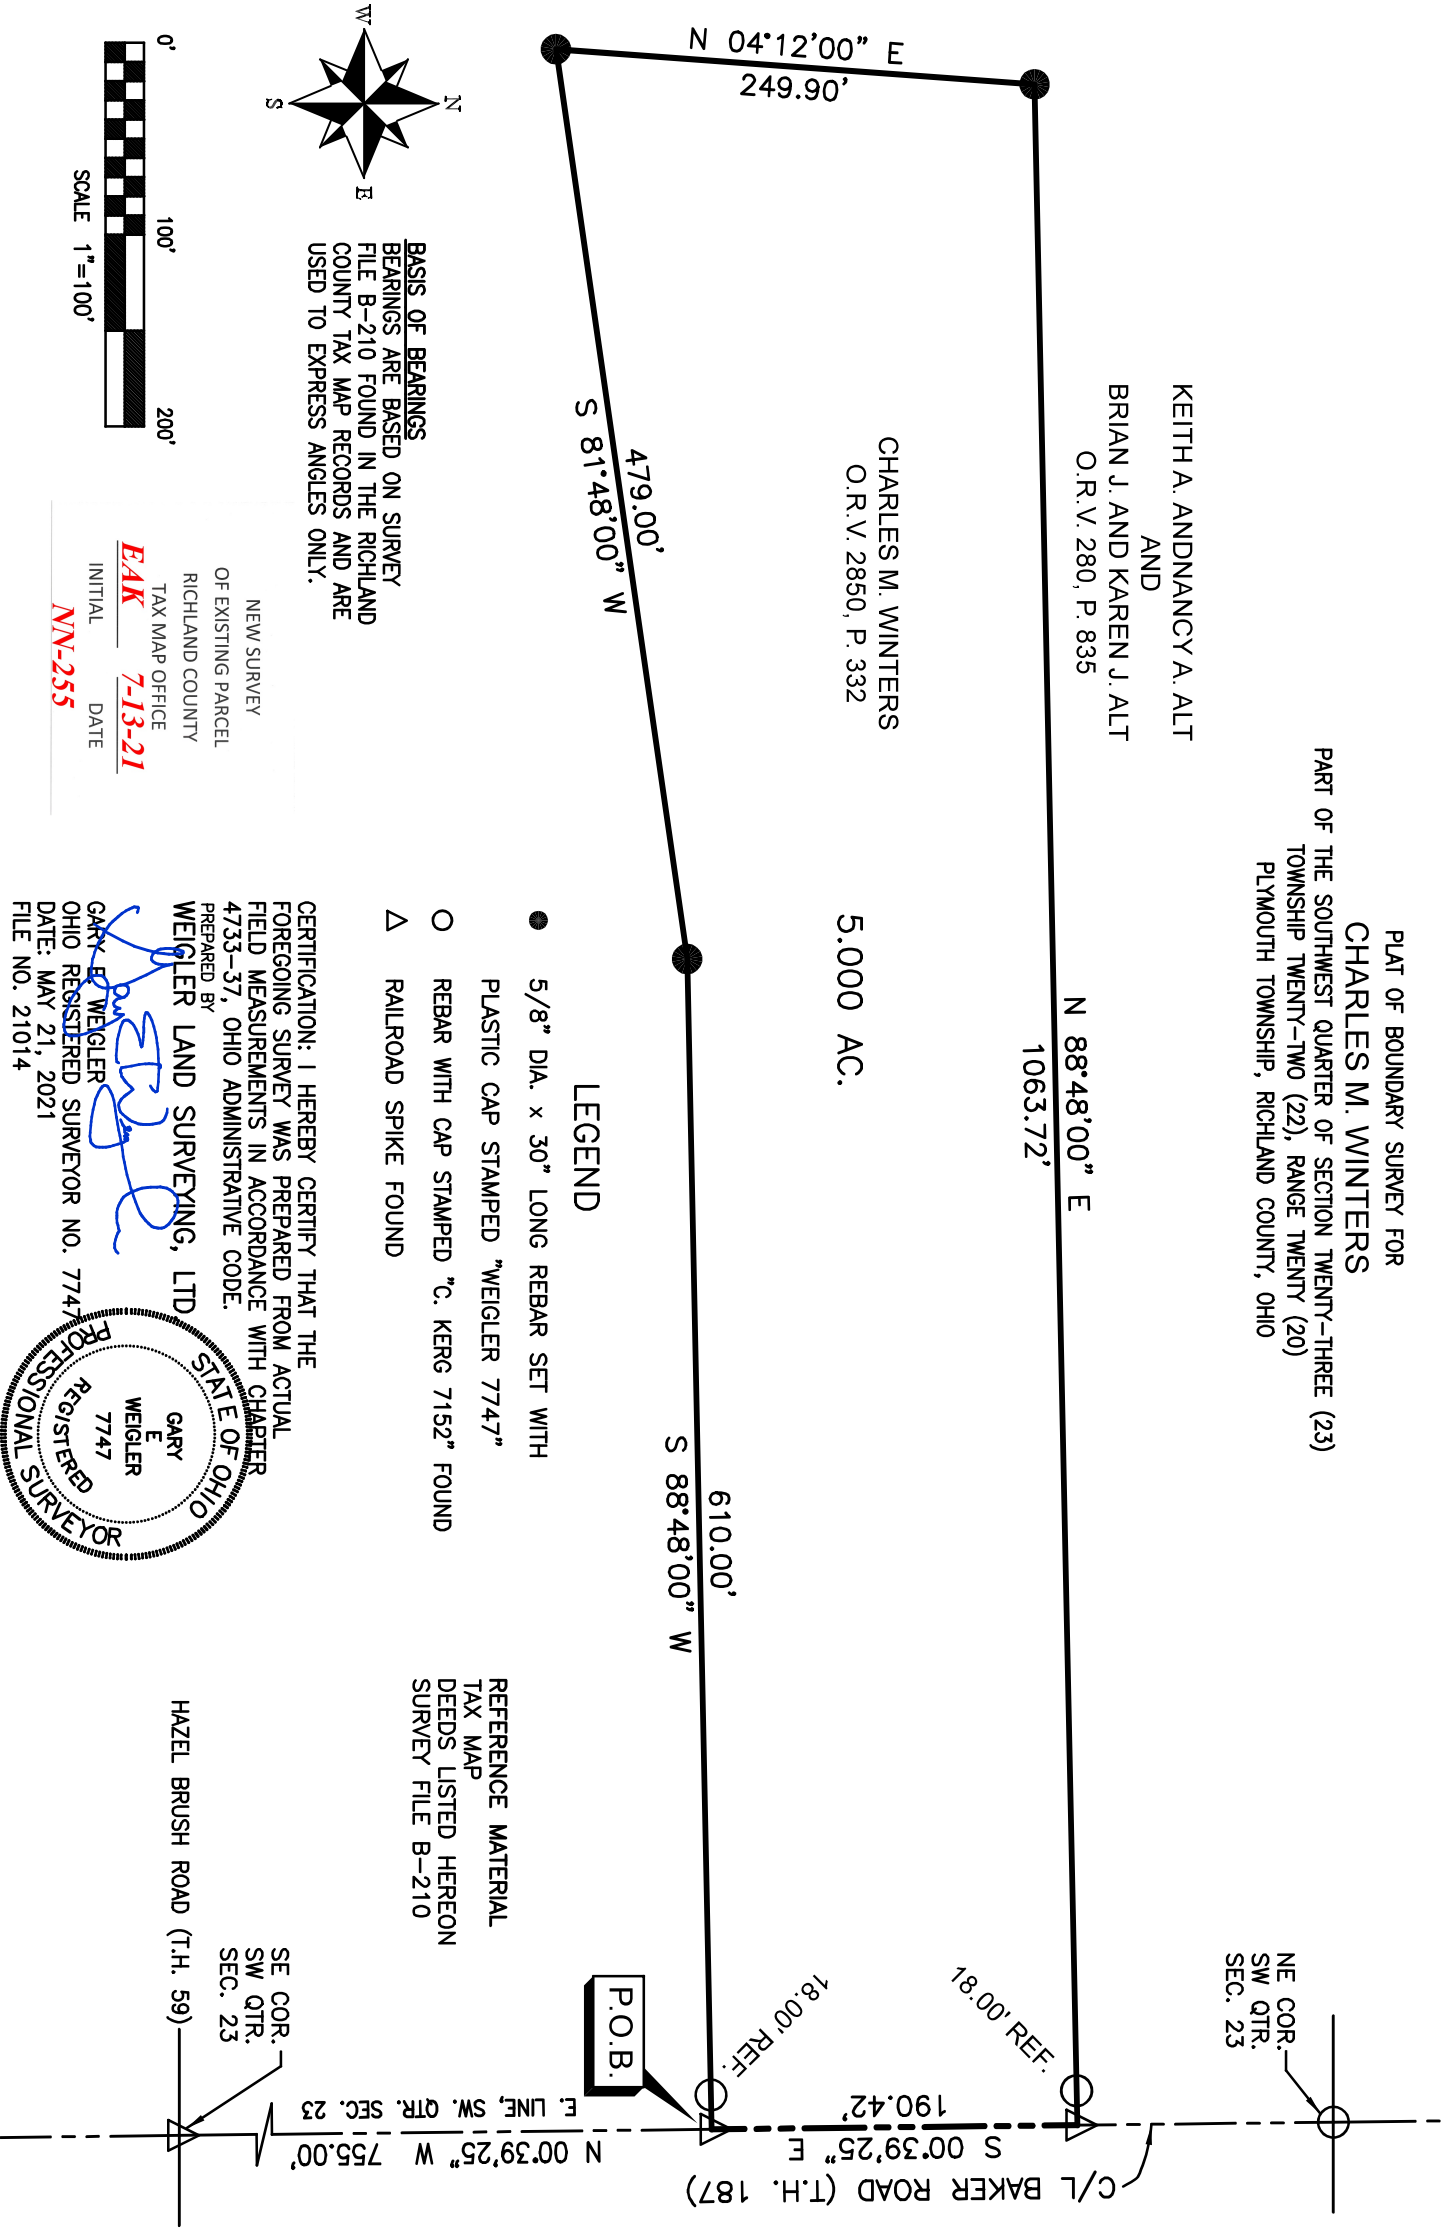 PLAT OF BOUNDARY SURVEY FOR
CHARLES M. WINTERS
PART OF THE SOUTHWEST QUARTER OF SECTION TWENTY-THREE (23)
TOWNSHIP TWENTY-TWO (22), RANGE TWENTY (20)
PLYMOUTH TOWNSHIP, RICHLAND COUNTY, OHIO
KEITH A. ANDNANCY A. ALT
AND
BRIAN J. AND KAREN J. ALT
O.R.V. 280, P. 835
N 88°48'00" E
1063.72'
NE COR.
SW QTR.
SEC. 23
N 04°12'00" E
249.90'
CHARLES M. WINTERS
O.R.V. 2850, P. 332
5.000 AC.
18.00' REF.
18.00' REF.
190.42'
S 00°39'25" E
C/L BAKER ROAD (T.H. 187)
479.00'
S 81°48'00" W
610.00'
S 88°48'00" W
P.O.B.
E. LINE, SW. QTR. SEC. 23
N 00°39'25" W 755.00'
W
N
S
E
BASIS OF BEARINGS
BEARINGS ARE BASED ON SURVEY
FILE B-210 FOUND IN THE RICHLAND
COUNTY TAX MAP RECORDS AND ARE
USED TO EXPRESS ANGLES ONLY.
LEGEND
5/8" DIA. x 30" LONG REBAR SET WITH
PLASTIC CAP STAMPED "WEIGLER 7747"
REBAR WITH CAP STAMPED "C. KERG 7152" FOUND
RAILROAD SPIKE FOUND
REFERENCE MATERIAL
TAX MAP
DEEDS LISTED HEREON
SURVEY FILE B-210
SE COR.
SW QTR.
SEC. 23
HAZEL BRUSH ROAD (T.H. 59)
0' 100' 200'
SCALE 1"=100'
NEW SURVEY
OF EXISTING PARCEL
RICHLAND COUNTY
TAX MAP OFFICE
EAK 7-13-21
INITIAL DATE
NN-255
CERTIFICATION: I HEREBY CERTIFY THAT THE
FOREGOING SURVEY WAS PREPARED FROM ACTUAL
FIELD MEASUREMENTS IN ACCORDANCE WITH CHAPTER
4733-37, OHIO ADMINISTRATIVE CODE.
PREPARED BY
WEIGLER LAND SURVEYING, LTD
GARY E. WEIGLER
OHIO REGISTERED SURVEYOR NO. 7747
DATE: MAY 21, 2021
FILE NO. 21014
STATE OF OHIO
GARY
E
WEIGLER
7747
REGISTERED
PROFESSIONAL SURVEYOR